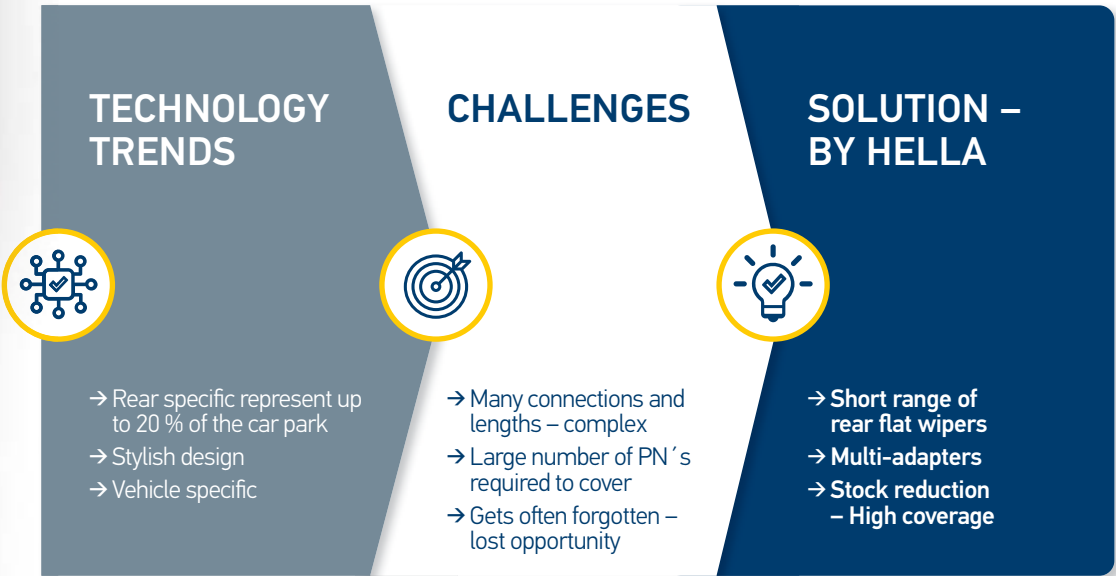 TECHNOLOGY
TRENDS
→ Rear specific represent up
to 20 % of the car park
→ Stylish design
→ Vehicle specific
CHALLENGES
→ Many connections and
lengths – complex
→ Large number of PN´s
required to cover
→ Gets often forgotten –
lost opportunity
SOLUTION –
BY HELLA
→ Short range of
rear flat wipers
→ Multi-adapters
→ Stock reduction
– High coverage